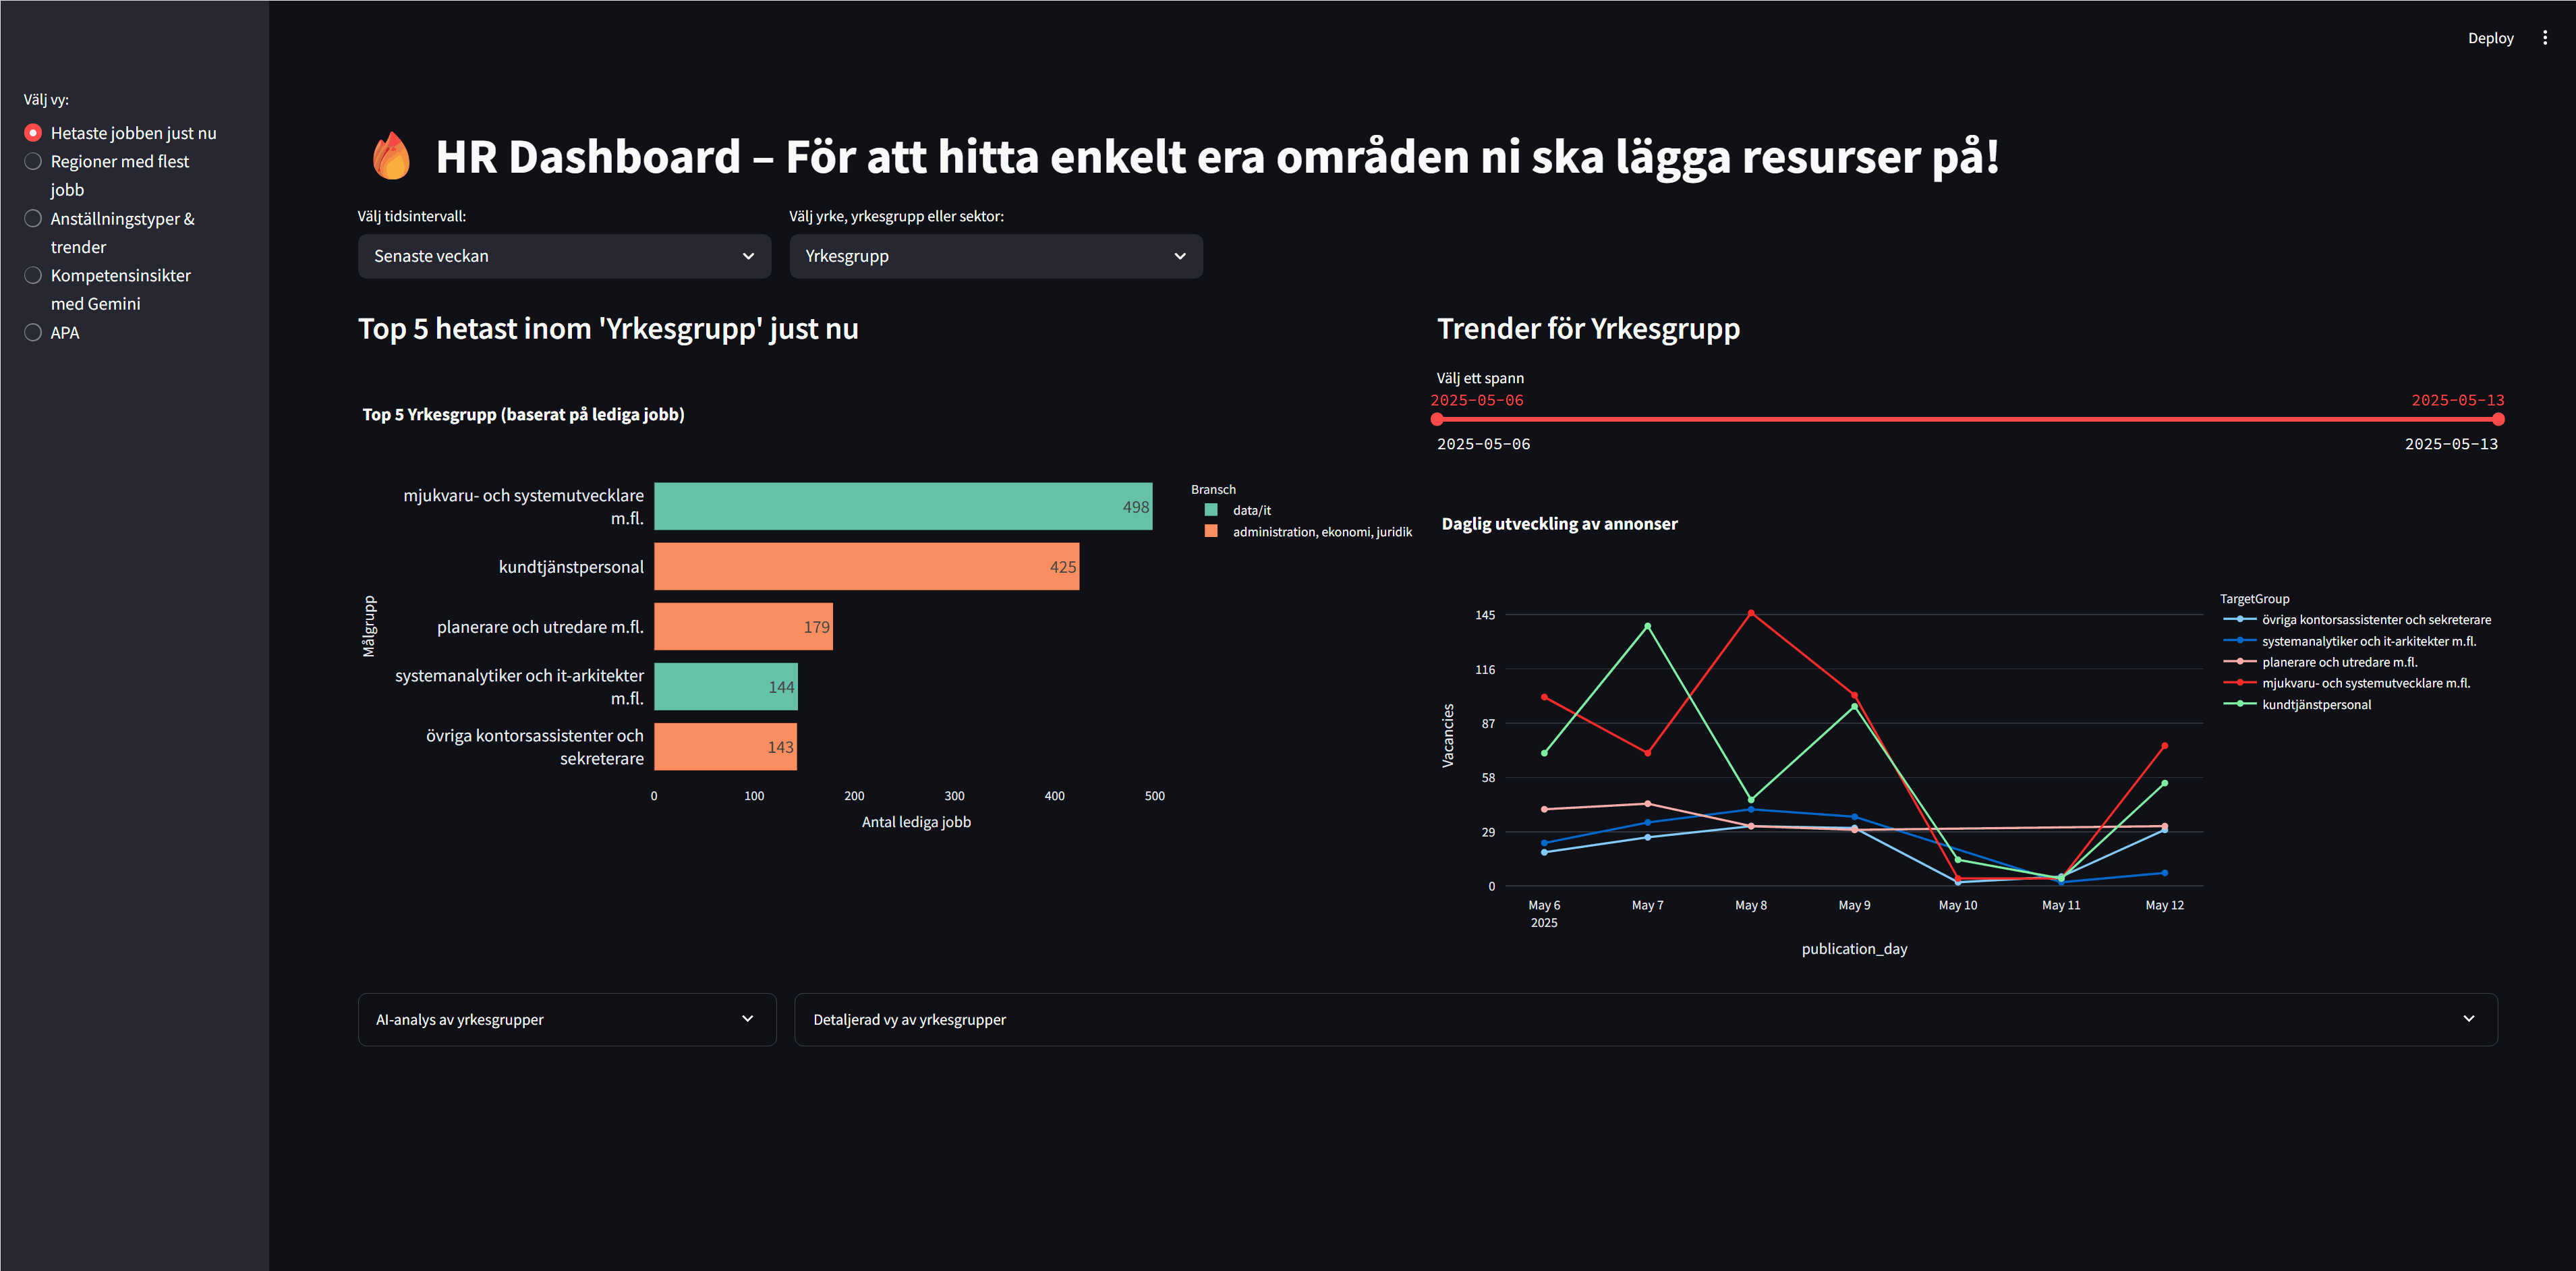 Deploy
Välj vy:
Hetaste jobben just nu
Regioner med flest
jobb
Anställningstyper &
trender
Kompetensinsikter
med Gemini
APA
HR Dashboard – För att hitta enkelt era områden ni ska lägga resurser på!
Välj tidsintervall:
Senaste veckan
Välj yrke, yrkesgrupp eller sektor:
Yrkesgrupp
Top 5 hetast inom 'Yrkesgrupp' just nu
Top 5 Yrkesgrupp (baserat på lediga jobb)
Målgrupp
mjukvaru- och systemutvecklare
m.fl.
498
kundtjänstpersonal
425
planerare och utredare m.fl.
179
systemanalytiker och it-arkitekter
m.fl.
144
övriga kontorsassistenter och
sekreterare
143
0 100 200 300 400 500
Antal lediga jobb
Bransch
data/it
administration, ekonomi, juridik
Trender för Yrkesgrupp
Välj ett spann
2025-05-06 2025-05-13
2025-05-06 2025-05-13
Daglig utveckling av annonser
Vacancies
145
116
87
58
29
0
May 6 May 7 May 8 May 9 May 10 May 11 May 12
2025
publication_day
TargetGroup
övriga kontorsassistenter och sekreterare
systemanalytiker och it-arkitekter m.fl.
planerare och utredare m.fl.
mjukvaru- och systemutvecklare m.fl.
kundtjänstpersonal
AI-analys av yrkesgrupper
Detaljerad vy av yrkesgrupper